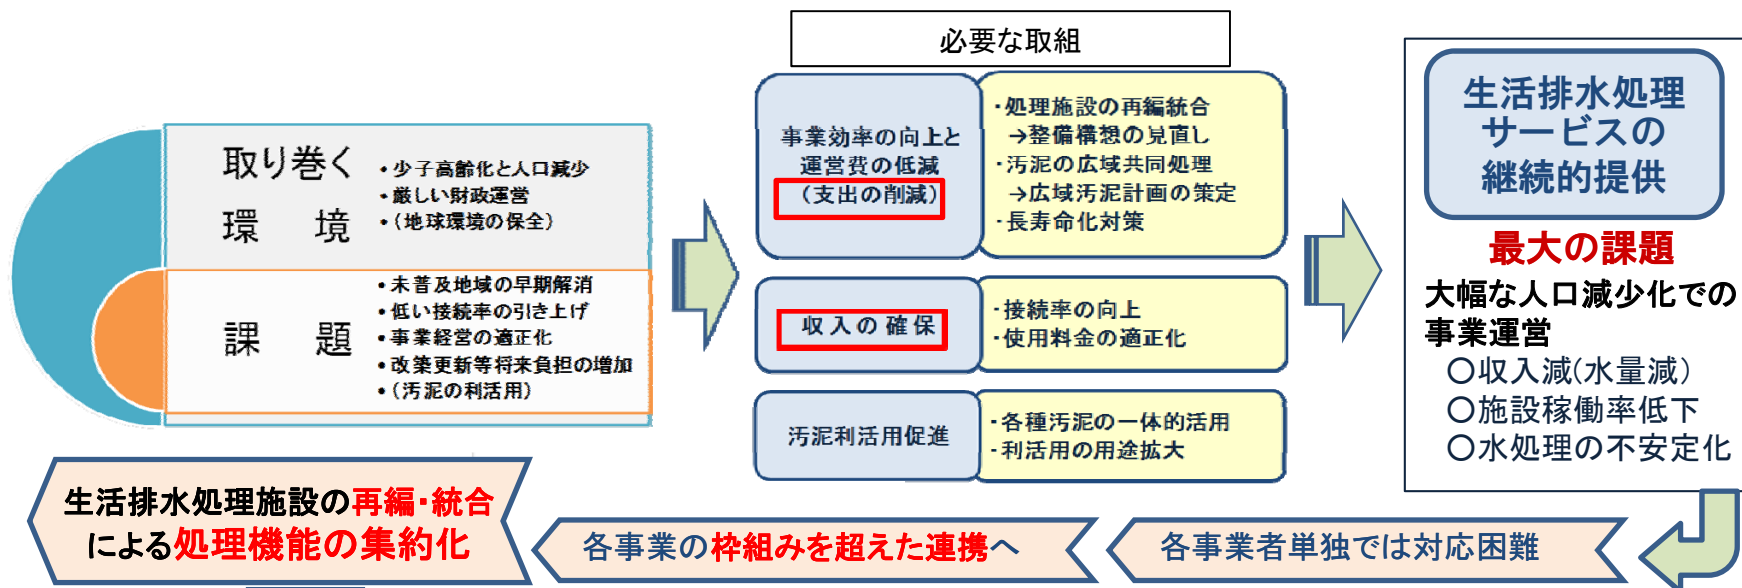 取り巻く
環　境
・少子高齢化と人口減少
・厳しい財政運営
・(地球環境の保全)
課　題
・未普及地域の早期解消
・低い接続率の引き上げ
・事業経営の適正化
・改築更新等将来負担の増加
・(汚泥の利活用)
必要な取組
事業効率の向上と
運営費の低減
(支出の削減)
・処理施設の再編統合
→整備構想の見直し
・汚泥の広域共同処理
→広域汚泥計画の策定
・長寿命化対策
収入の確保
・接続率の向上
・使用料金の適正化
汚泥利活用促進
・各種汚泥の一体的活用
・利活用の用途拡大
生活排水処理
サービスの
継続的提供
最大の課題
大幅な人口減少化での
事業運営
○収入減(水量減)
○施設稼働率低下
○水処理の不安定化
各事業者単独では対応困難
各事業の枠組みを超えた連携へ
生活排水処理施設の再編・統合
による処理機能の集約化